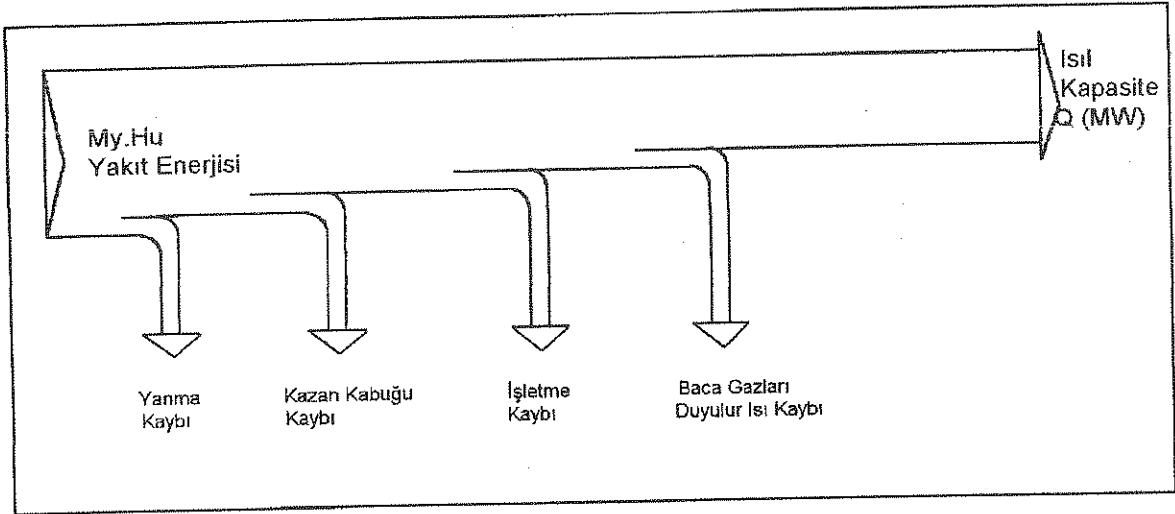 My.Hu
Yakıt Enerjisi
Isıl
Kapasite
Q (MW)
Yanma
Kaybı
Kazan Kabuğu
Kaybı
İşletme
Kaybı
Baca Gazları
Duyulur Isı Kaybı